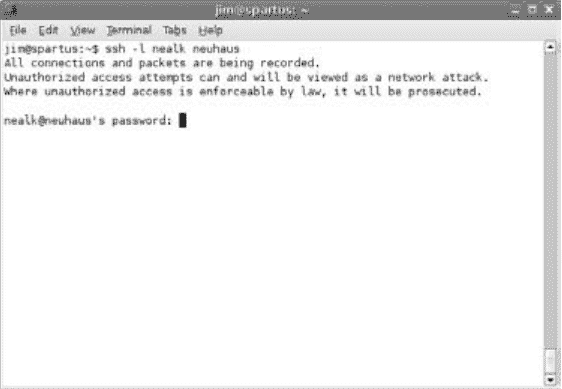 jim@spartus: ~
File Edit View Terminal Tabs Help
jim@spartus:~$ ssh -l nealk neuhaus
All connections and packets are being recorded.
Unauthorized access attempts can and will be viewed as a network attack.
Where unauthorized access is enforceable by law, it will be prosecuted.
nealk@neuhaus's password: